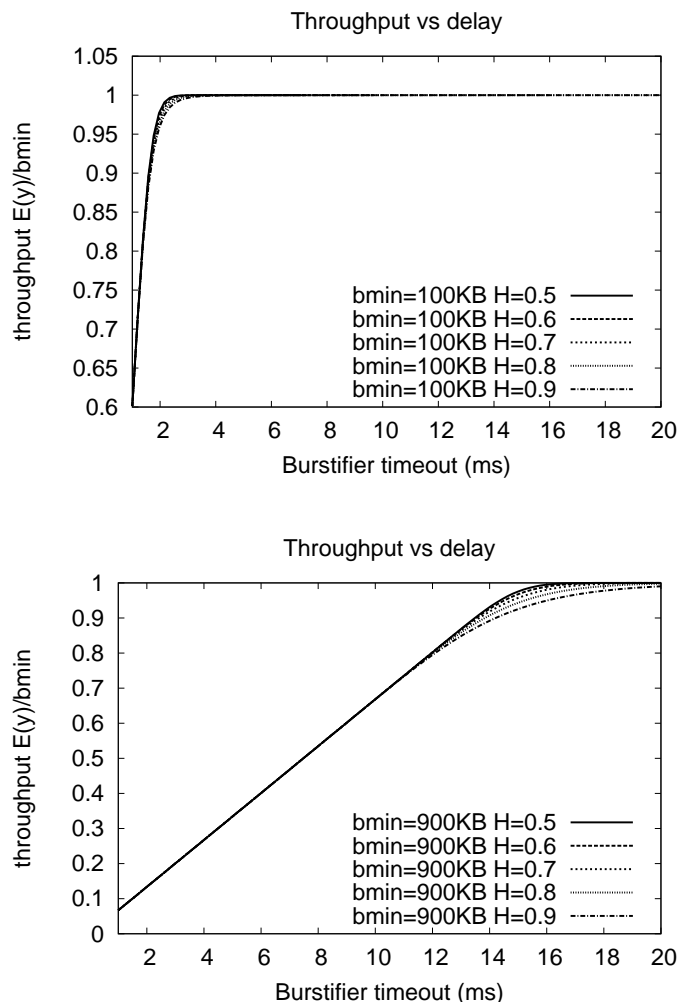 Throughput vs delay
1.05
1
0.95
0.9
0.85
0.8
0.75
0.7
0.65
0.6
throughput E(y)/bmin
bmin=100KB H=0.5
bmin=100KB H=0.6
bmin=100KB H=0.7
bmin=100KB H=0.8
bmin=100KB H=0.9
2 4 6 8 10 12 14 16 18 20
Burstifier timeout (ms)
Throughput vs delay
1
0.9
0.8
0.7
0.6
0.5
0.4
0.3
0.2
0.1
0
throughput E(y)/bmin
bmin=900KB H=0.5
bmin=900KB H=0.6
bmin=900KB H=0.7
bmin=900KB H=0.8
bmin=900KB H=0.9
2 4 6 8 10 12 14 16 18 20
Burstifier timeout (ms)